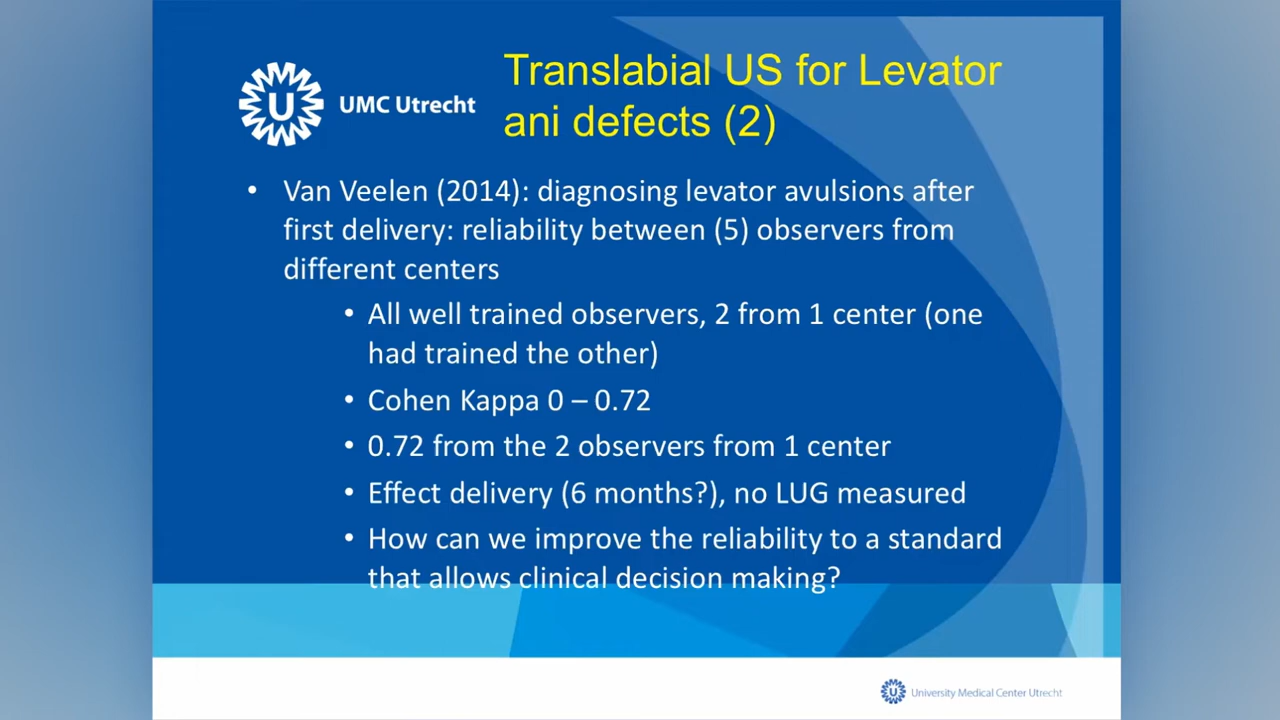 Translabial US for Levator
ani defects (2)
U
UMC Utrecht
• Van Veelen (2014): diagnosing levator avulsions after
first delivery: reliability between (5) observers from
different centers
• All well trained observers, 2 from 1 center (one
had trained the other)
• Cohen Kappa 0 – 0.72
• 0.72 from the 2 observers from 1 center
• Effect delivery (6 months?), no LUG measured
• How can we improve the reliability to a standard
that allows clinical decision making?
U
University Medical Center Utrecht